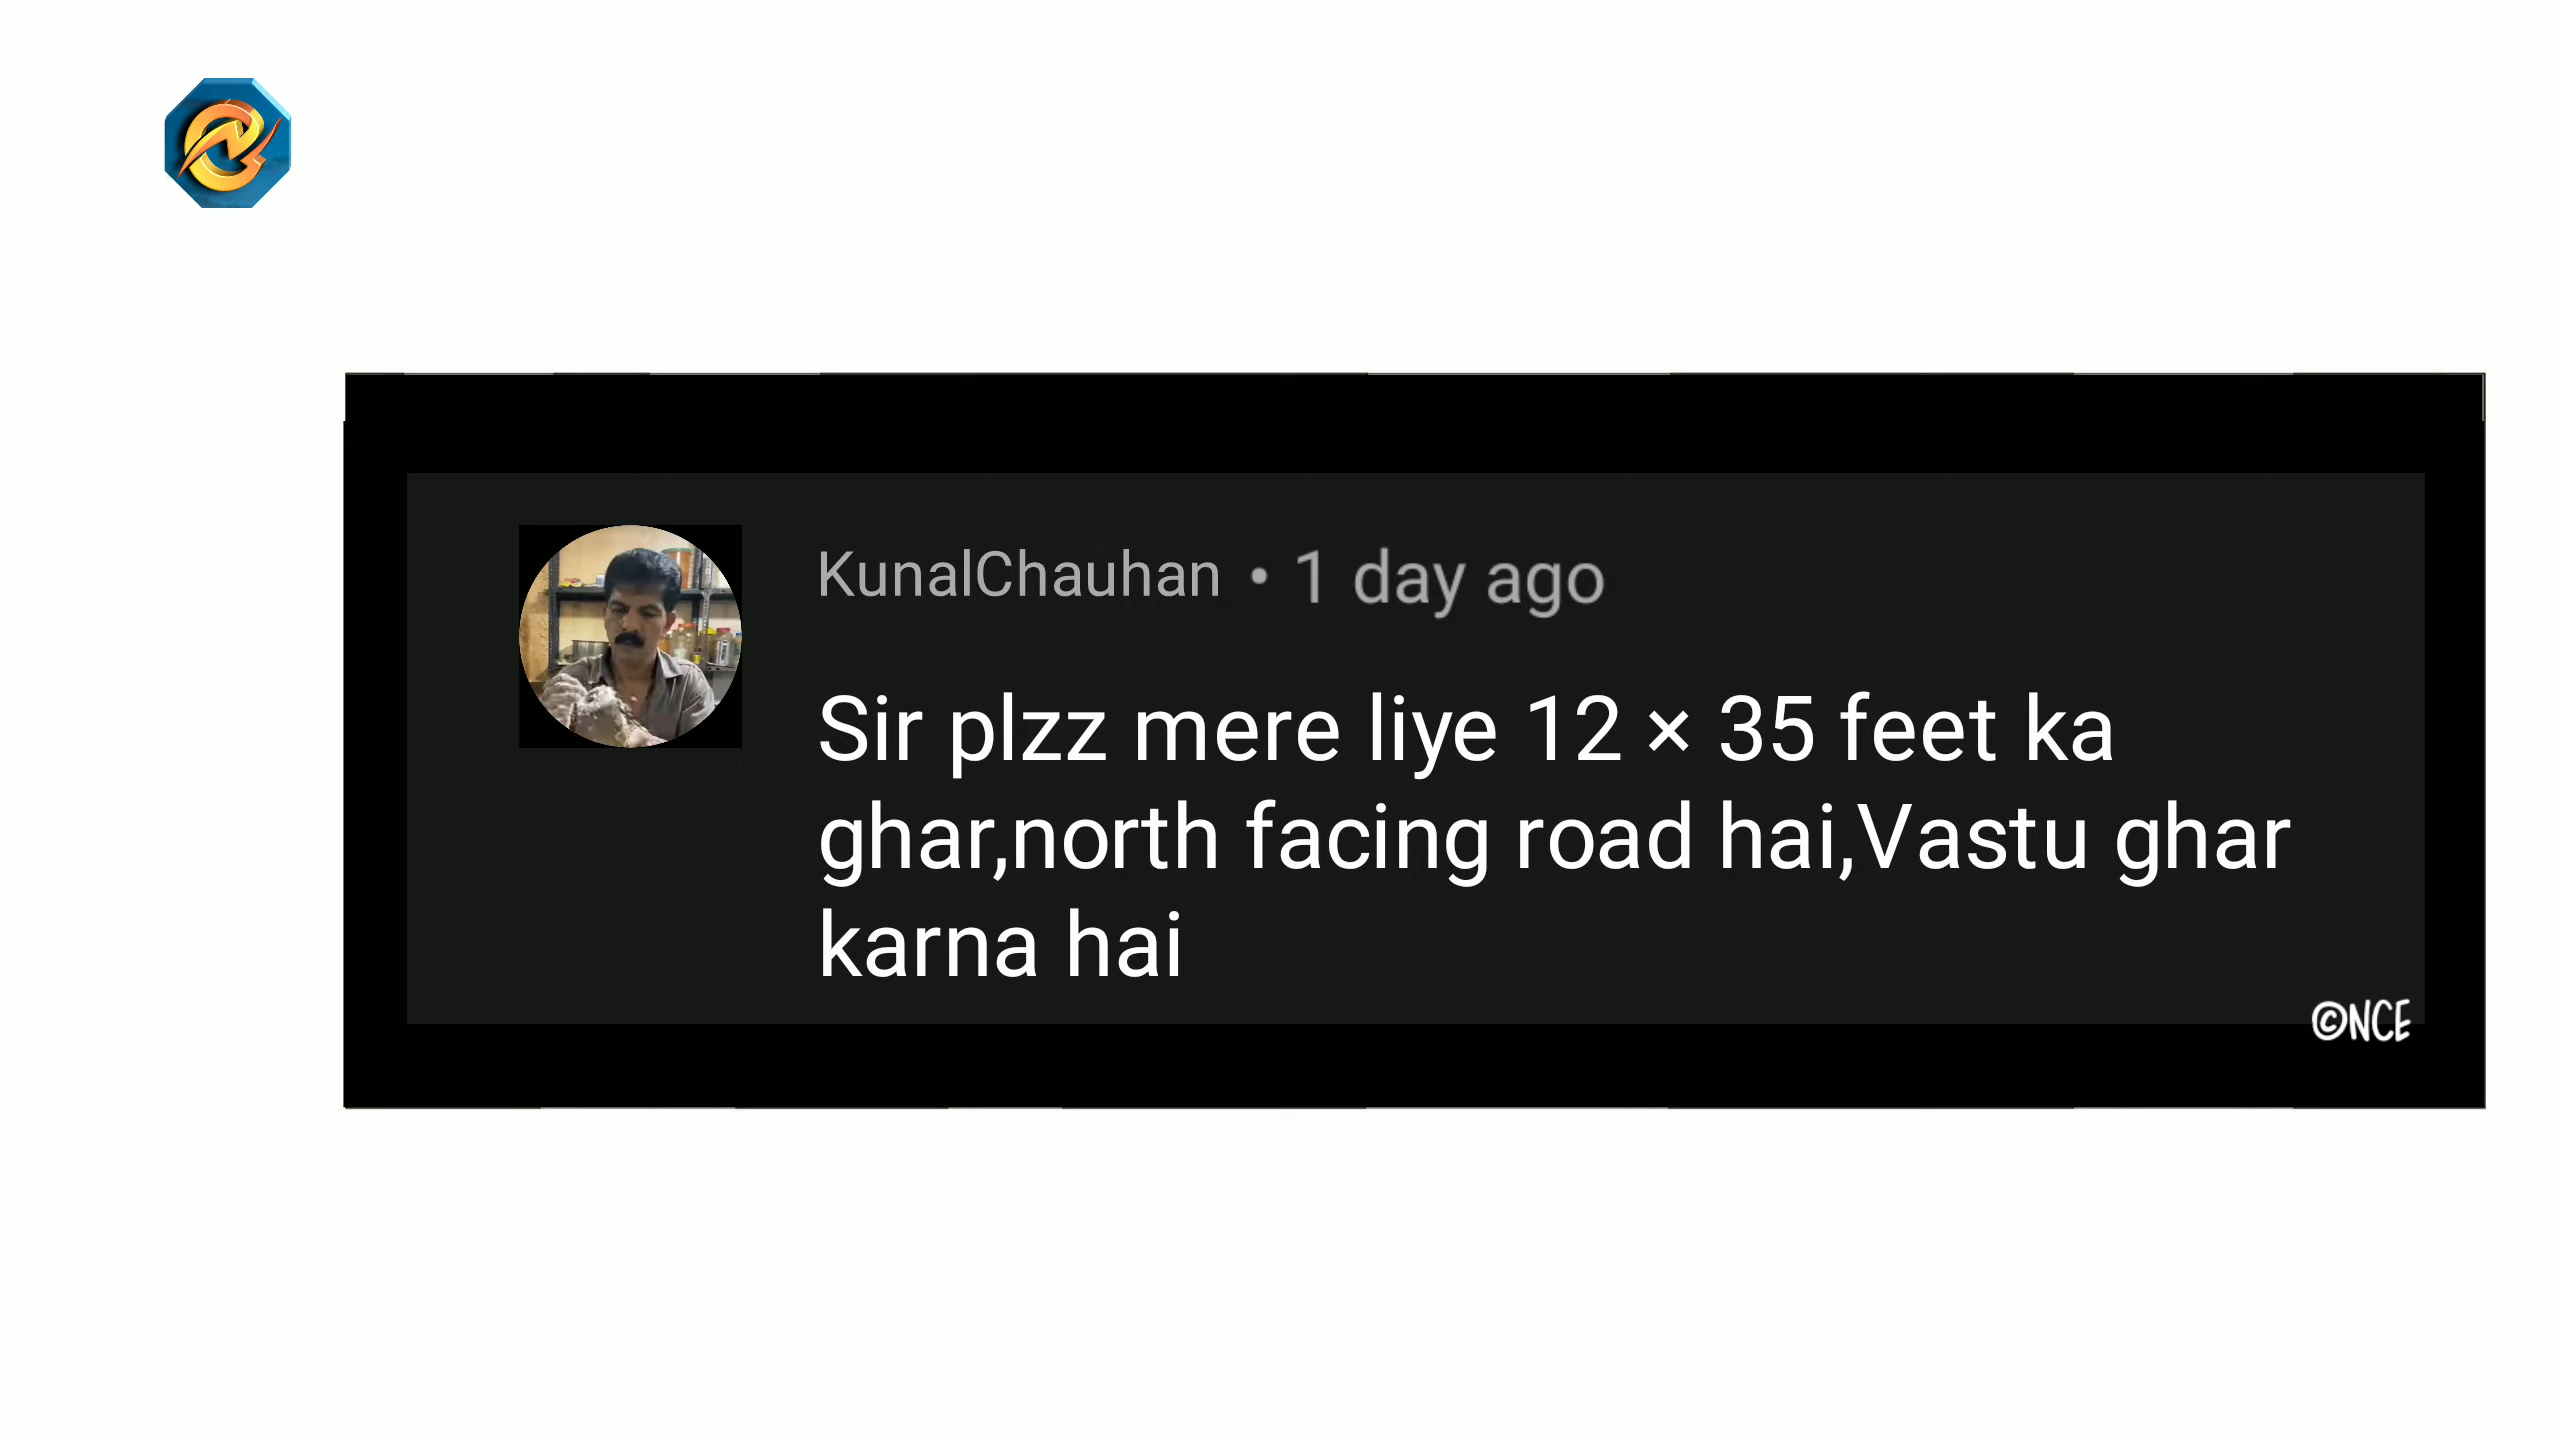 KunalChauhan • 1 day ago
Sir plzz mere liye 12 × 35 feet ka
ghar,north facing road hai,Vastu ghar
karna hai
©NCE